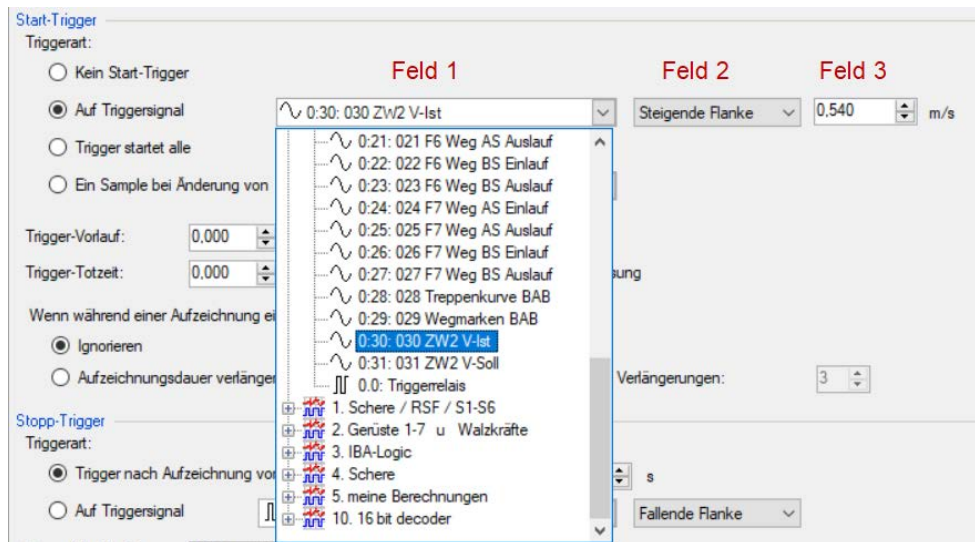 Start-Trigger
Triggerart:
Kein Start-Trigger
Feld 1
Feld 2
Feld 3
Auf Triggersignal
0:30: 030 ZW2 V-Ist
Steigende Flanke
0,540
m/s
0:21: 021 F6 Weg AS Auslauf
Trigger startet alle
0:22: 022 F6 Weg BS Einlauf
0:23: 023 F6 Weg BS Auslauf
Ein Sample bei Änderung von
0:24: 024 F7 Weg AS Einlauf
0:25: 025 F7 Weg AS Auslauf
Trigger-Vorlauf:
0,000
0:26: 026 F7 Weg BS Einlauf
Trigger-Totzeit:
0,000
0:27: 027 F7 Weg BS Auslauf
0:28: 028 Treppenkurve BAB
Wenn während einer Aufzeichnung
0:29: 029 Wegmarken BAB
Ignorieren
0:30: 030 ZW2 V-Ist
0:31: 031 ZW2 V-Soll
Aufzeichnungsdauer
0.0: Triggerrelais
Verlängerungen:
3
1. Schere / RSF / S1-S6
Stopp-Trigger
2. Gerüste 1-7 u Walzkräfte
Triggerart:
3. IBA-Logic
Trigger nach Aufzeichnung
4. Schere
s
5. meine Berechnungen
Auf Triggersignal
10. 16 bit decoder
Fallende Flanke